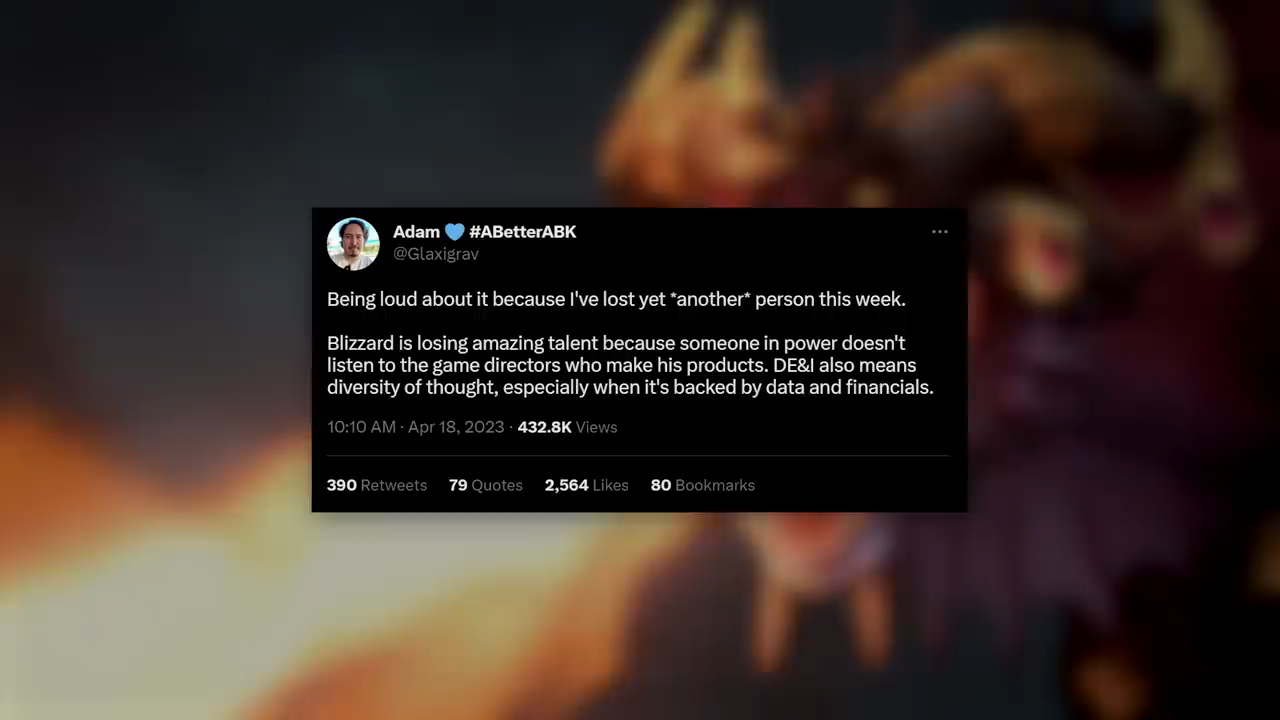 Adam 💙 #ABetterABK
@Glaxigrav
Being loud about it because I've lost yet *another* person this week.
Blizzard is losing amazing talent because someone in power doesn't
listen to the game directors who make his products. DE&I also means
diversity of thought, especially when it's backed by data and financials.
10:10 AM · Apr 18, 2023 · 432.8K Views
390 Retweets 79 Quotes 2,564 Likes 80 Bookmarks